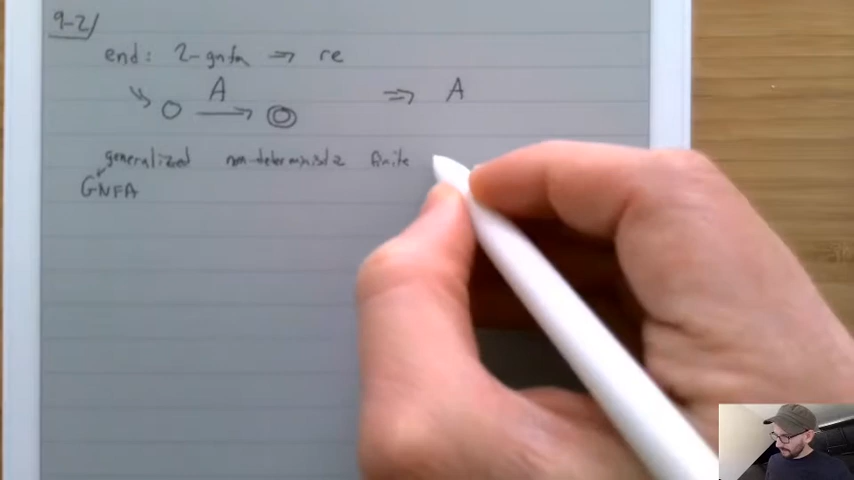 9-2/
end: 2-gnfa ⇒ re
A ⇒ A
generalized non-deterministic finite
GNFA